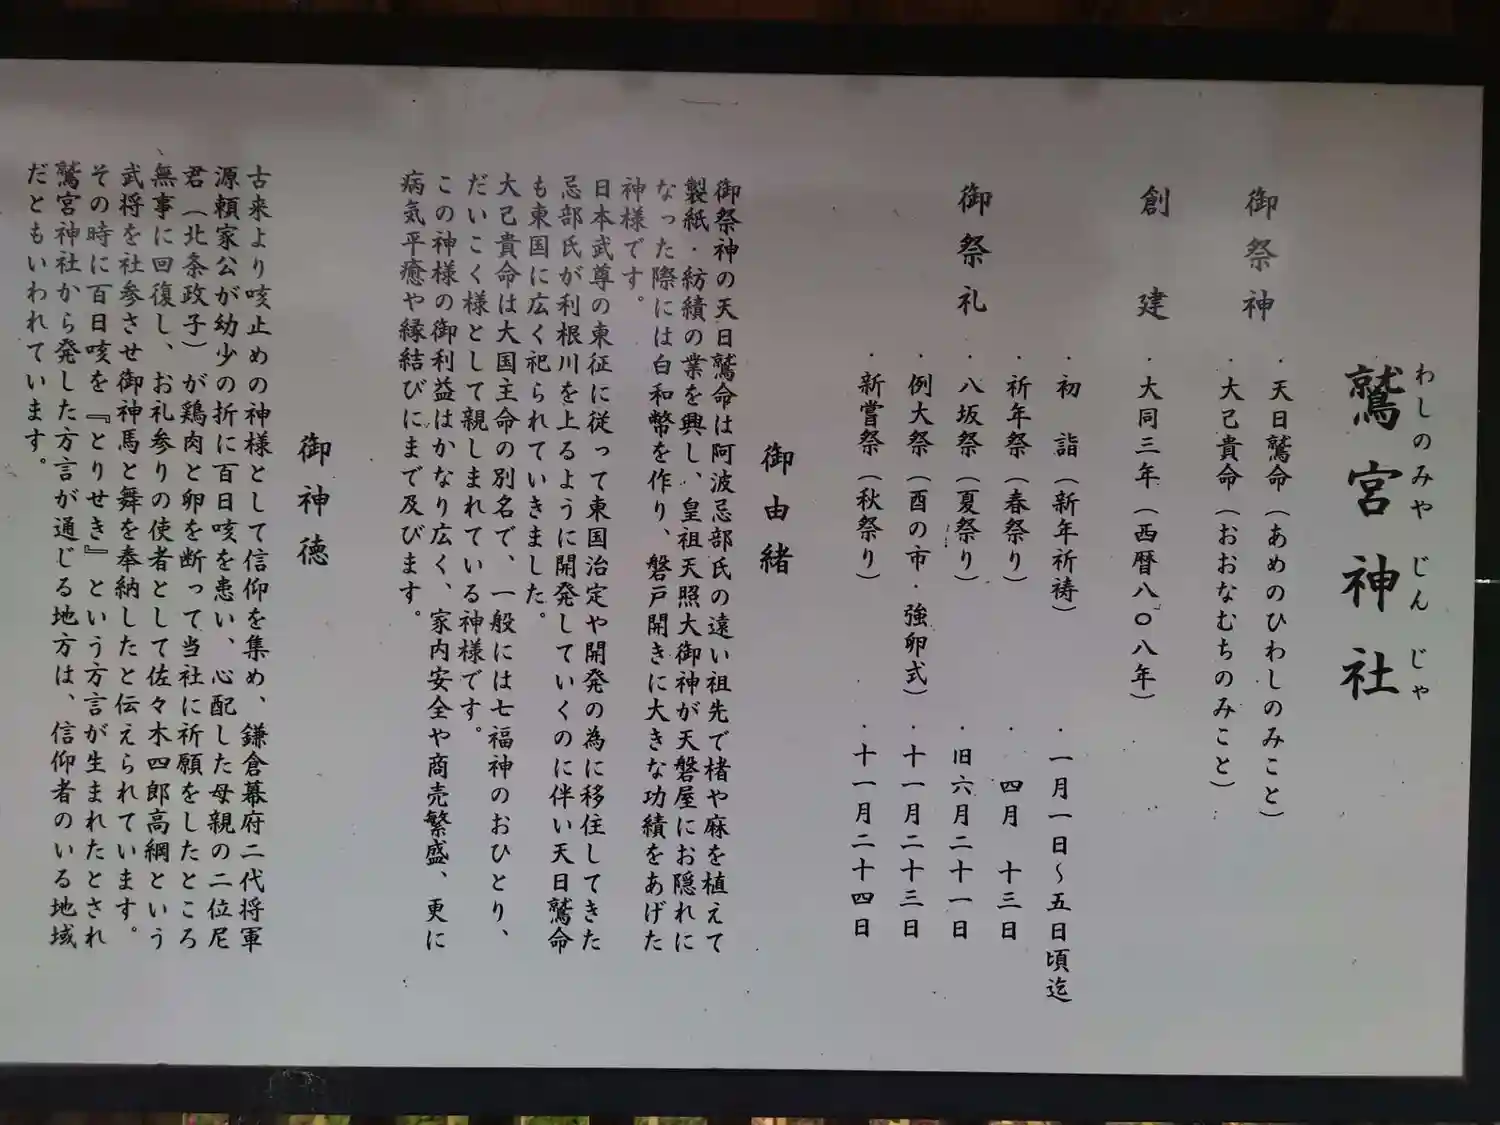 鷲宮神社
わしのみや じんじゃ
御祭神
・天日鷲命（あめのひわしのみこと）
・大己貴命（おおなむちのみこと）
創建
・大同三年（西暦八〇八年）
御祭礼
・初詣（新年祈祷）・一月一日～五日頃迄
・祈年祭（春祭り）・四月十三日
・八坂祭（夏祭り）・旧六月二十一日
・例大祭（酉の市・強卵式）・十一月二十三日
・新嘗祭（秋祭り）・十一月二十四日
御由緒
御祭神の天日鷲命は阿波忌部氏の遠い祖先で楮や麻を植えて
製紙・紡績の業を興し、皇祖天照大御神が天磐屋にお隠れに
なった際には白和幣を作り、磐戸開きに大きな功績をあげた
神様です。
日本武尊の東征に従って東国治定や開発の為に移住してきた
忌部氏が利根川を上るように開発していくのに伴い天日鷲命
も東国に広く祀られていきました。
大己貴命は大国主命の別名で、一般には七福神のおひとり、
だいこく様として親しまれている神様です。
この神様の御利益はかなり広く、家内安全や商売繁盛、更に
病気平癒や縁結びにまで及びます。
御神徳
古来より咳止めの神様として信仰を集め、鎌倉幕府二代将軍
源頼家公が幼少の折に百日咳を患い、心配した母親の二位尼
君（北条政子）が鶏肉と卵を断って当社に祈願をしたところ
無事に回復し、お礼参りの使者として佐々木四郎高綱という
武将を社参させ御神馬と舞を奉納したと伝えられています。
その時に百日咳を『とりせき』という方言が生まれたとされ
鷲宮神社から発した方言が通じる地方は、信仰者のいる地域
だともいわれています。